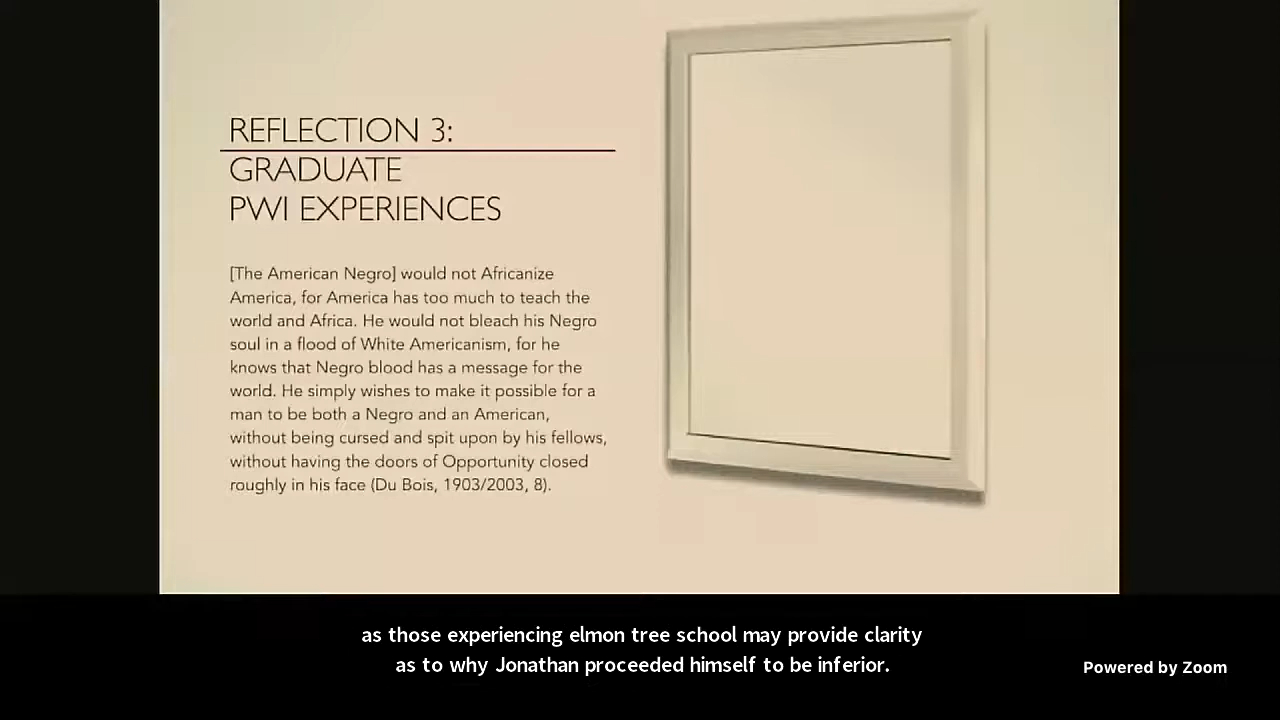 REFLECTION 3:
GRADUATE
PWI EXPERIENCES
[The American Negro] would not Africanize
America, for America has too much to teach the
world and Africa. He would not bleach his Negro
soul in a flood of White Americanism, for he
knows that Negro blood has a message for the
world. He simply wishes to make it possible for a
man to be both a Negro and an American,
without being cursed and spit upon by his fellows,
without having the doors of Opportunity closed
roughly in his face (Du Bois, 1903/2003, 8).
as those experiencing elmon tree school may provide clarity
as to why Jonathan proceeded himself to be inferior.
Powered by Zoom